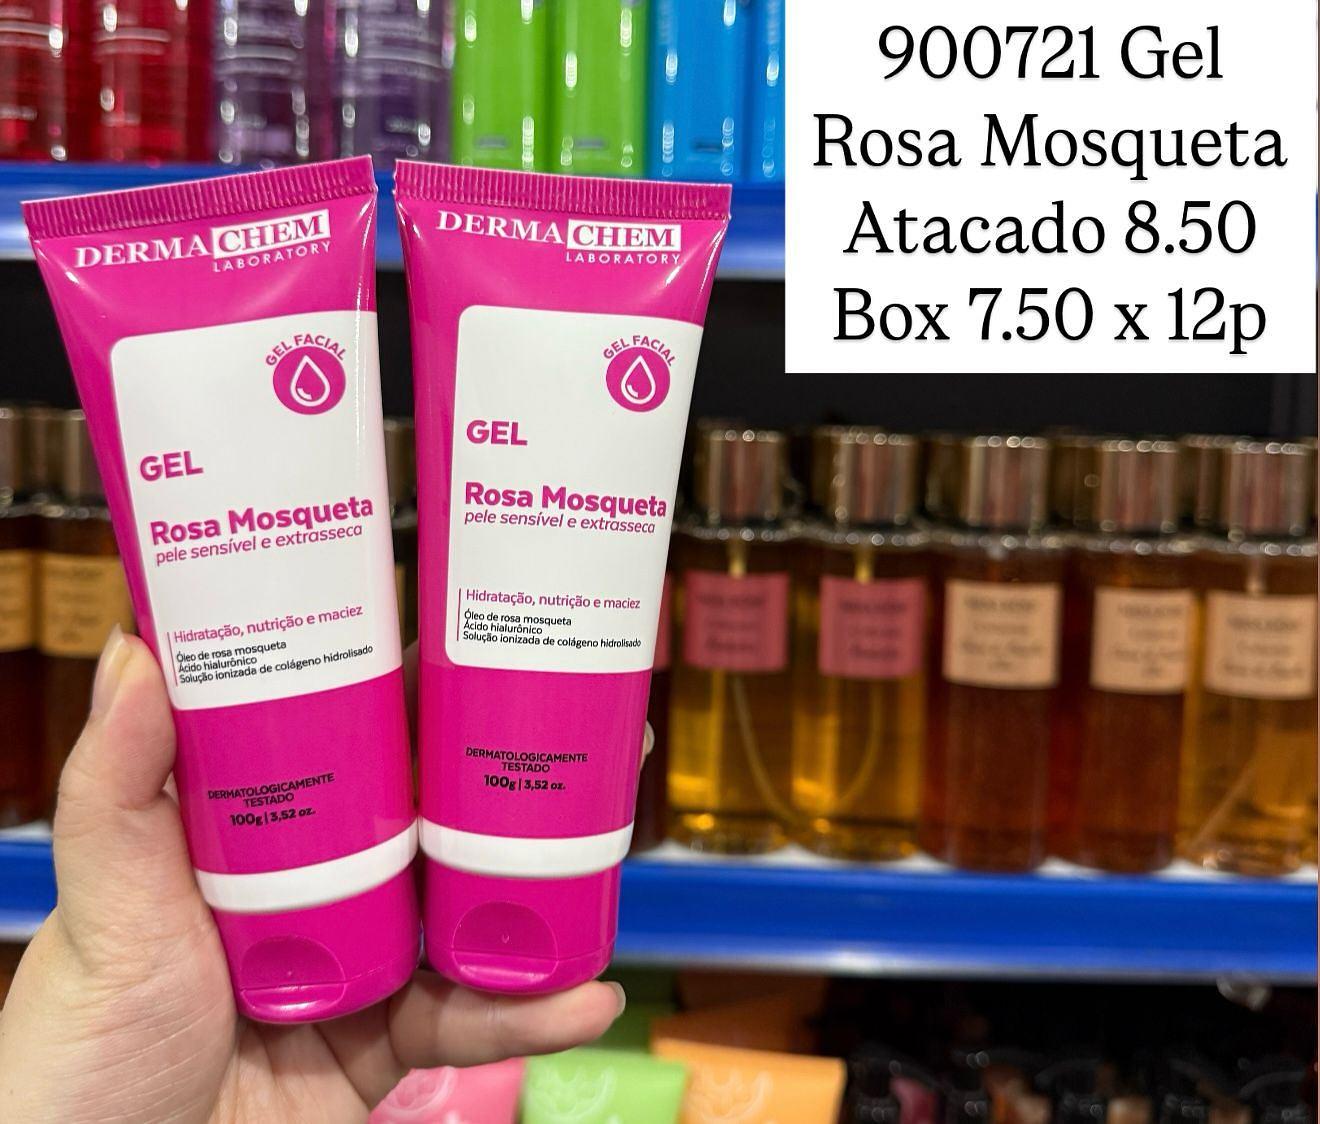 900721 Gel
Rosa Mosqueta
Atacado 8.50
Box 7.50 x 12p
DERMACHEM
LABORATORY
GEL FACIAL
GEL
Rosa Mosqueta
pele sensível e extrasseca
Hidratação, nutrição e maciez
Óleo de rosa mosqueta
Ácido hialurônico
Solução ionizada de colágeno hidrolisado
DERMATOLOGICAMENTE
TESTADO
100g | 3,52 oz.
DERMACHEM
LABORATORY
GEL FACIAL
GEL
Rosa Mosqueta
pele sensível e extrasseca
Hidratação, nutrição e maciez
Óleo de rosa mosqueta
Ácido hialurônico
Solução ionizada de colágeno hidrolisado
DERMATOLOGICAMENTE
TESTADO
100g | 3,52 oz.